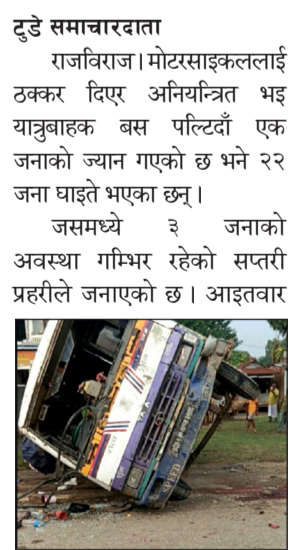 टुडे समाचारदाता
राजविराज । मोटरसाइकललाई
ठक्कर दिएर अनियन्त्रित भइ
यात्रुबाहक बस पल्टिदाँ एक
जनाको ज्यान गएको छ भने २२
जना घाइते भएका छन् ।
जसमध्ये ३ जनाको
अवस्था गम्भिर रहेको सप्तरी
प्रहरीले जनाएको छ । आइतवार